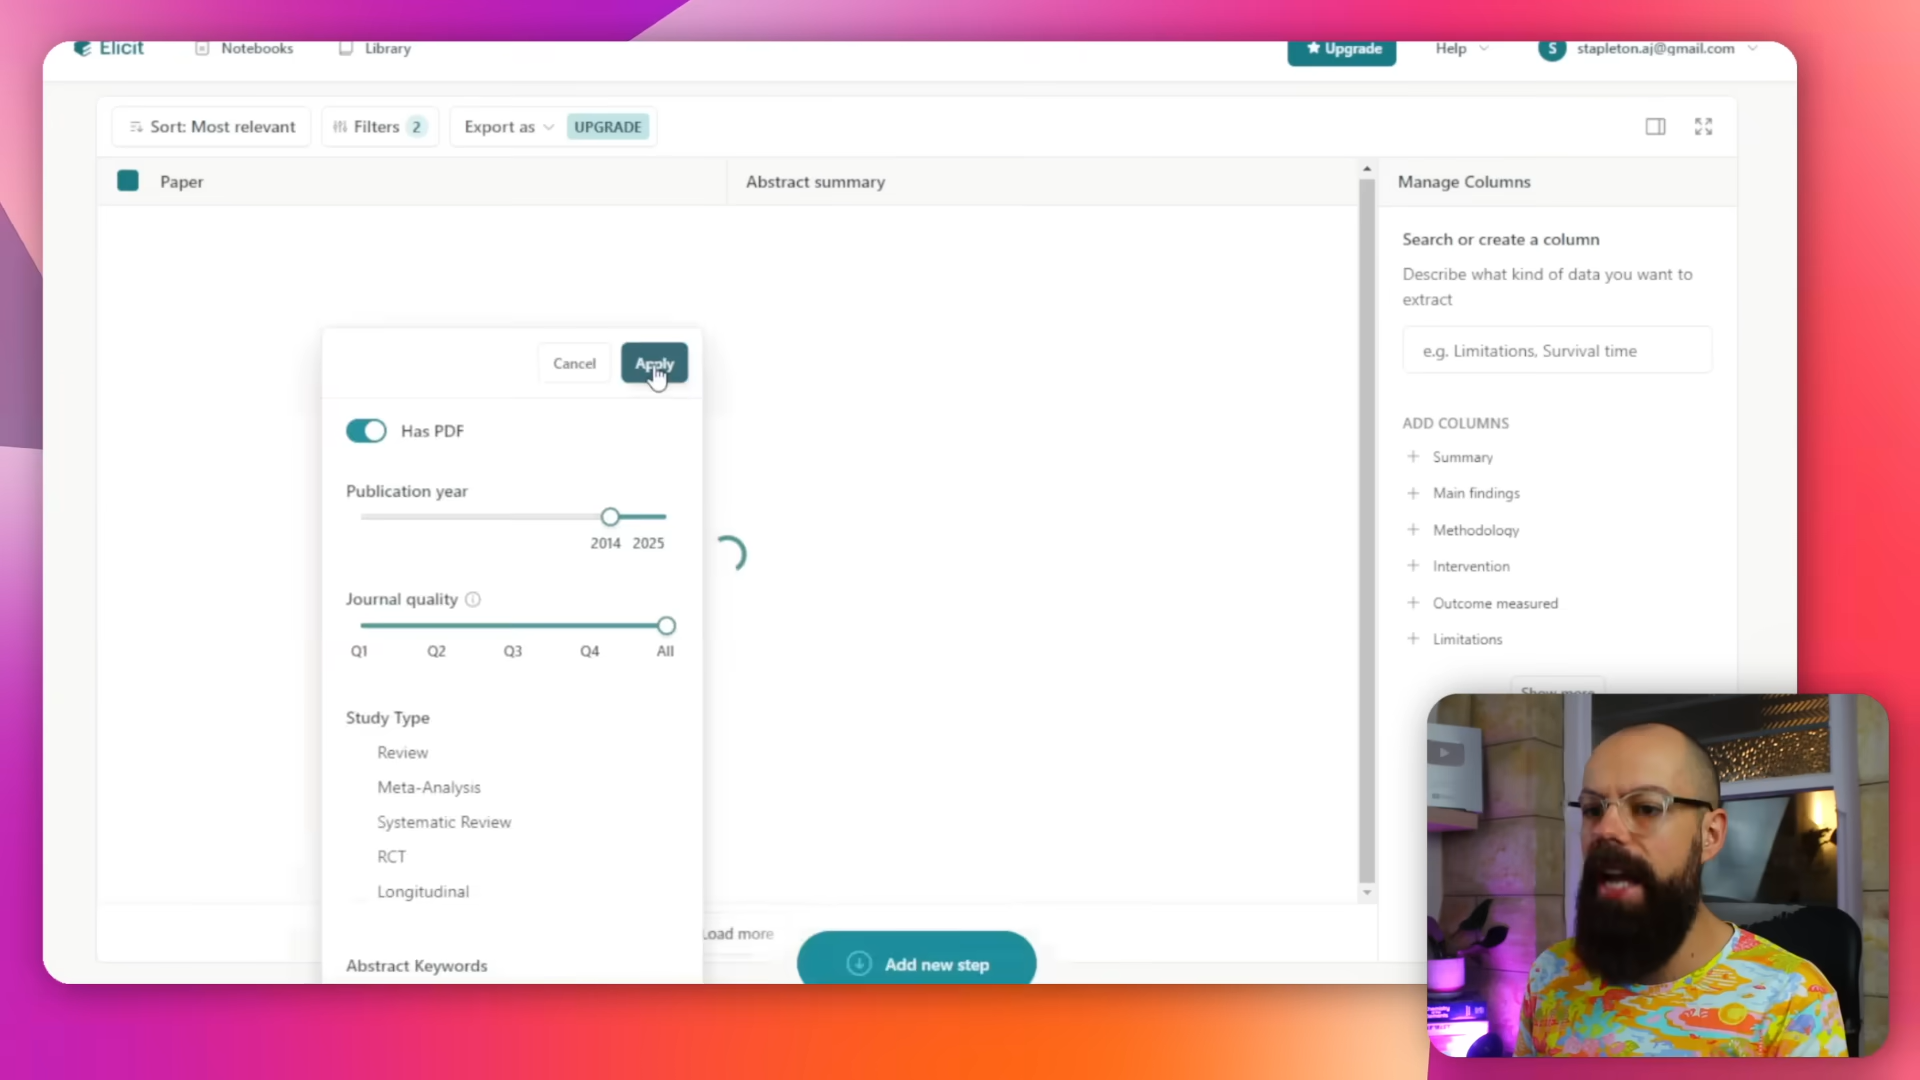 Elicit
Notebooks
Library
Upgrade
Help
S
stapleton.aj@gmail.com
Sort: Most relevant
Filters 2
Export as
UPGRADE
Paper
Abstract summary
Manage Columns
Search or create a column
Describe what kind of data you want to
extract
e.g. Limitations, Survival time
ADD COLUMNS
Summary
Main findings
Methodology
Intervention
Outcome measured
Limitations
Show more
Cancel
Apply
Has PDF
Publication year
2014 2025
Journal quality
Q1 Q2 Q3 Q4 All
Study Type
Review
Meta-Analysis
Systematic Review
RCT
Longitudinal
Abstract Keywords
Load more
Add new step